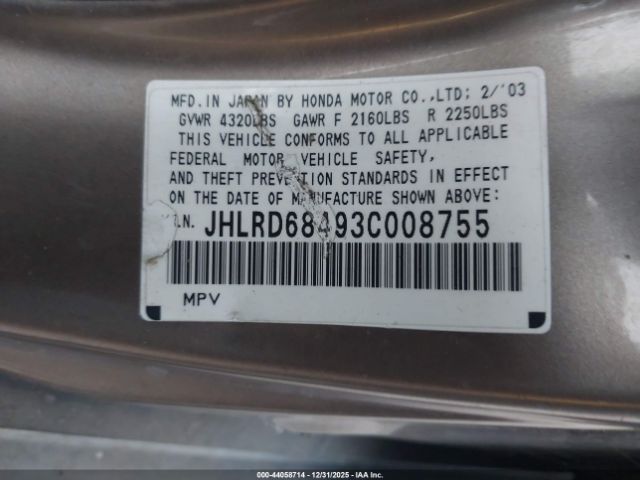 MFD.IN JAPAN BY HONDA MOTOR CO.,LTD: 2/'03
GVWR 4320LBS GAWR F 2160LBS R 2250LBS
THIS VEHICLE CONFORMS TO ALL APPLICABLE
FEDERAL MOTOR VEHICLE SAFETY,
AND THEFT PREVENTION STANDARDS IN EFFECT
ON THE DATE OF MANUFACTURE SHOWN ABOVE:
V.I.N. JHLRD68493C008755
MPV
000-44058714 - 12/31/2025 - IAA Inc.